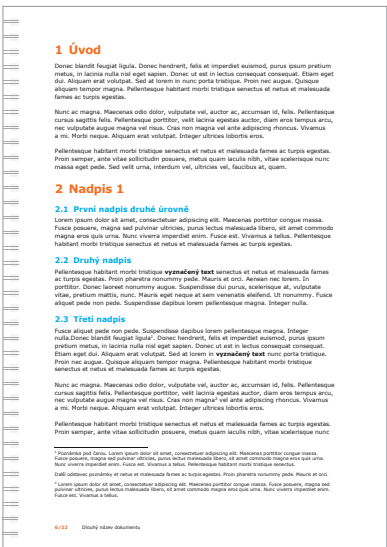 1 Úvod
Donec blandit feugiat ligula. Donec hendrerit, felis et imperdiet euismod, purus ipsum pretium
metus, in lacinia nulla nisl eget sapien. Donec ut est in lectus consequat consequat. Etiam eget
dui. Aliquam erat volutpat. Sed at lorem in nunc porta tristique. Proin nec augue. Quisque
aliquam tempor magna. Pellentesque habitant morbi tristique senectus et netus et malesuada
fames ac turpis egestas.
Nunc ac magna. Maecenas odio dolor, vulputate vel, auctor ac, accumsan id, felis. Pellentesque
cursus sagittis felis. Pellentesque porttitor, velit lacinia egestas auctor, diam eros tempus arcu,
nec vulputate augue magna vel risus. Cras non magna vel ante adipiscing rhoncus. Vivamus
a mi. Morbi neque. Aliquam erat volutpat. Integer ultrices lobortis eros.
Pellentesque habitant morbi tristique senectus et netus et malesuada fames ac turpis egestas.
Proin semper, ante vitae sollicitudin posuere, metus quam iaculis nibh, vitae scelerisque nunc
massa eget pede. Sed velit urna, interdum vel, ultricies vel, faucibus at, quam.
2 Nadpis 1
2.1 První nadpis druhé úrovně
Lorem ipsum dolor sit amet, consectetuer adipiscing elit. Maecenas porttitor congue massa.
Fusce posuere, magna sed pulvinar ultricies, purus lectus malesuada libero, sit amet commodo
magna eros quis urna. Nunc viverra imperdiet enim. Fusce est. Vivamus a tellus. Pellentesque
habitant morbi tristique senectus et netus et malesuada fames ac turpis egestas.
2.2 Druhý nadpis
Pellentesque habitant morbi tristique vyznačený text senectus et netus et malesuada fames
ac turpis egestas. Proin pharetra nonummy pede. Mauris et orci. Aenean nec lorem. In
porttitor. Donec laoreet nonummy augue. Suspendisse dui purus, scelerisque at, vulputate
vitae, pretium mattis, nunc. Mauris eget neque at sem venenatis eleifend. Ut nonummy. Fusce
aliquet pede non pede. Suspendisse dapibus lorem pellentesque magna. Integer nulla.
2.3 Třetí nadpis
Fusce aliquet pede non pede. Suspendisse dapibus lorem pellentesque magna. Integer
nulla.Donec blandit feugiat ligula¹. Donec hendrerit, felis et imperdiet euismod, purus ipsum
pretium metus, in lacinia nulla nisl eget sapien. Donec ut est in lectus consequat consequat.
Etiam eget dui. Aliquam erat volutpat. Sed at lorem in vyznačený text nunc porta tristique.
Proin nec augue. Quisque aliquam tempor magna. Pellentesque habitant morbi tristique
senectus et netus et malesuada fames ac turpis egestas.
Nunc ac magna. Maecenas odio dolor, vulputate vel, auctor ac, accumsan id, felis. Pellentesque
cursus sagittis felis. Pellentesque porttitor, velit lacinia egestas auctor, diam eros tempus arcu,
nec vulputate augue magna vel risus. Cras non magna² vel ante adipiscing rhoncus. Vivamus
a mi. Morbi neque. Aliquam erat volutpat. Integer ultrices lobortis eros.
Pellentesque habitant morbi tristique senectus et netus et malesuada fames ac turpis egestas.
Proin semper, ante vitae sollicitudin posuere, metus quam iaculis nibh, vitae scelerisque nunc
¹ Poznámka pod čarou. Lorem ipsum dolor sit amet, consectetuer adipiscing elit. Maecenas porttitor congue massa.
Fusce posuere, magna sed pulvinar ultricies, purus lectus malesuada libero, sit amet commodo magna eros quis urna.
Nunc viverra imperdiet enim. Fusce est. Vivamus a tellus. Pellentesque habitant morbi tristique senectus.
Další odstavec poznámky et netus et malesuada fames ac turpis egestas. Proin pharetra nonummy pede. Mauris et orci.
² Lorem ipsum dolor sit amet, consectetuer adipiscing elit. Maecenas porttitor congue massa. Fusce posuere, magna sed
pulvinar ultricies, purus lectus malesuada libero, sit amet commodo magna eros quis urna. Nunc viverra imperdiet enim.
Fusce est. Vivamus a tellus.
6/22 Dlouhý název dokumentu